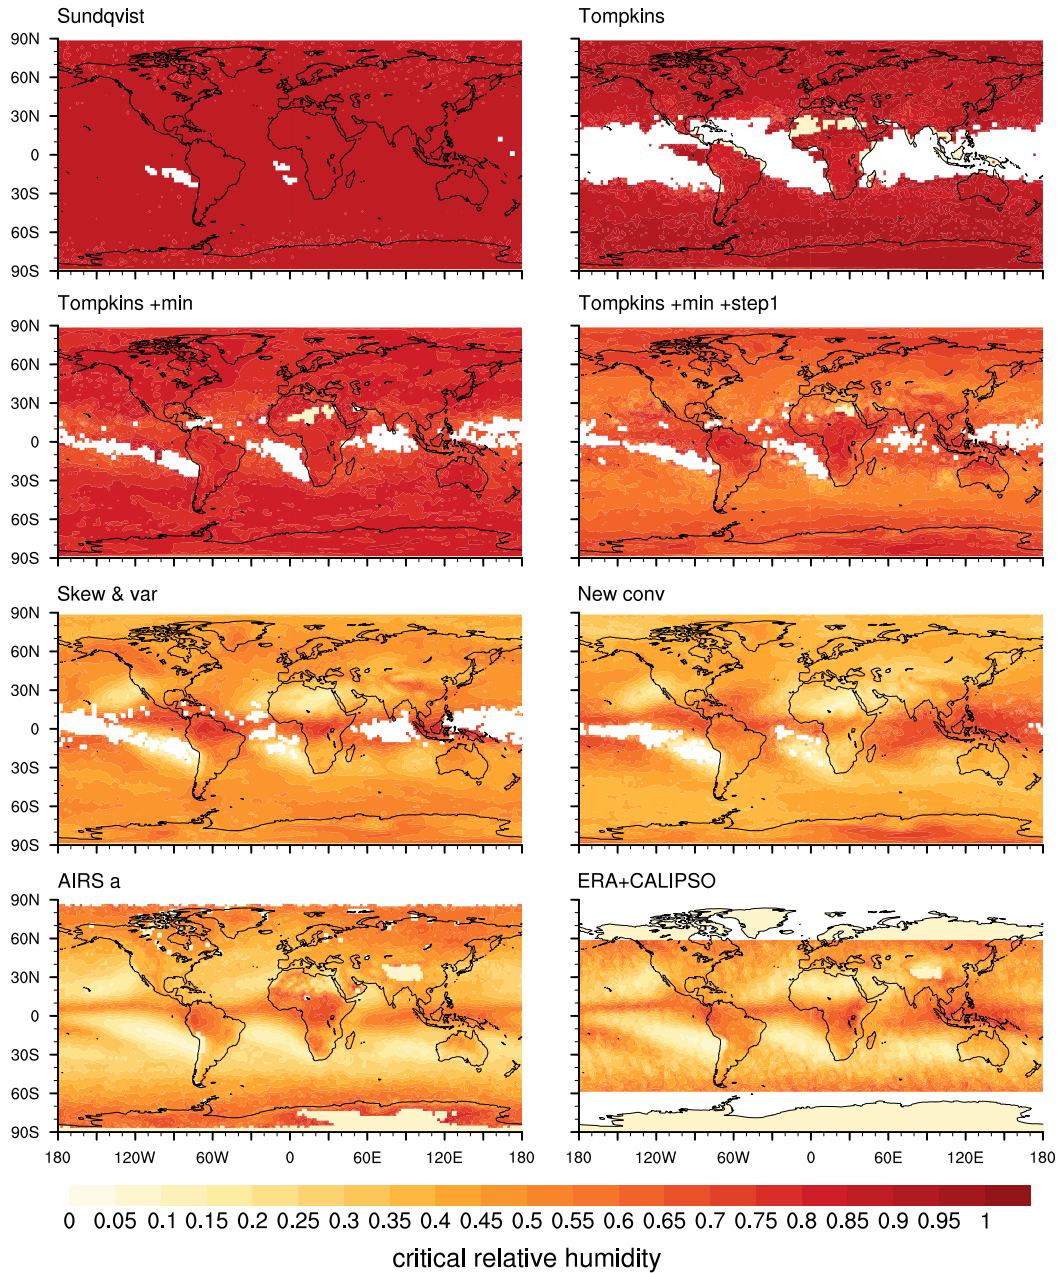 Sundqvist Tompkins
90N
60N
30N
0
30S
60S
90S
Tompkins +min Tompkins +min +step1
90N
60N
30N
0
30S
60S
90S
Skew & var New conv
90N
60N
30N
0
30S
60S
90S
AIRS a ERA+CALIPSO
90N
60N
30N
0
30S
60S
90S
180 120W 60W 0 60E 120E 180 180 120W 60W 0 60E 120E 180
0 0.05 0.1 0.15 0.2 0.25 0.3 0.35 0.4 0.45 0.5 0.55 0.6 0.65 0.7 0.75 0.8 0.85 0.9 0.95 1
critical relative humidity